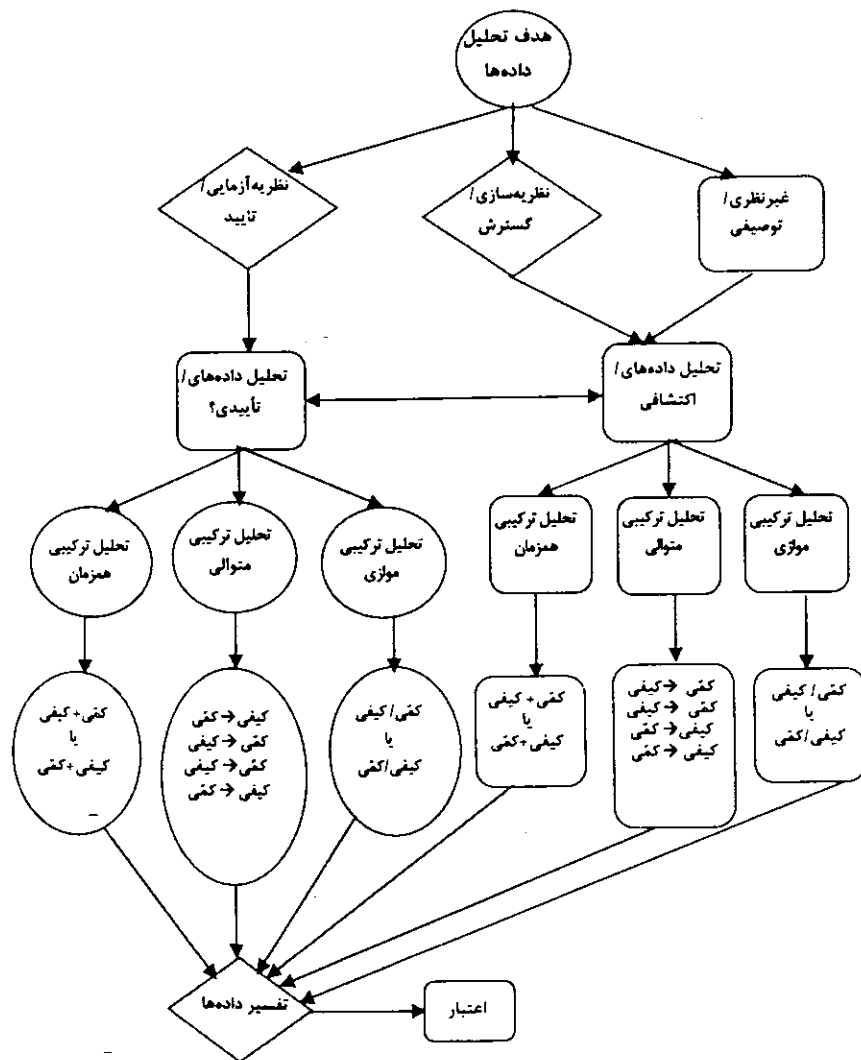 هدف تحلیل
داده‌ها
غیرنظری/
توصیفی
نظریه‌سازی/
گسترش
نظریه‌آزمایی/
تایید
تحلیل داده‌های/
اکتشافی
تحلیل داده‌های/
تأییدی؟
تحلیل ترکیبی
موازی
تحلیل ترکیبی
متوالی
تحلیل ترکیبی
همزمان
تحلیل ترکیبی
موازی
تحلیل ترکیبی
متوالی
تحلیل ترکیبی
همزمان
کمّی/ کیفی
یا
کیفی/کمّی
کیفی → کمّی
کیفی → کمّی
کمّی → کیفی
کمّی → کیفی
کمّی + کیفی
یا
کیفی+کمّی
کمّی/ کیفی
یا
کیفی/کمّی
کمّی → کیفی
کیفی → کمّی
کیفی → کمّی
کمّی → کیفی
کمّی + کیفی
یا
کیفی+کمّی
تفسیر داده‌ها
اعتبار